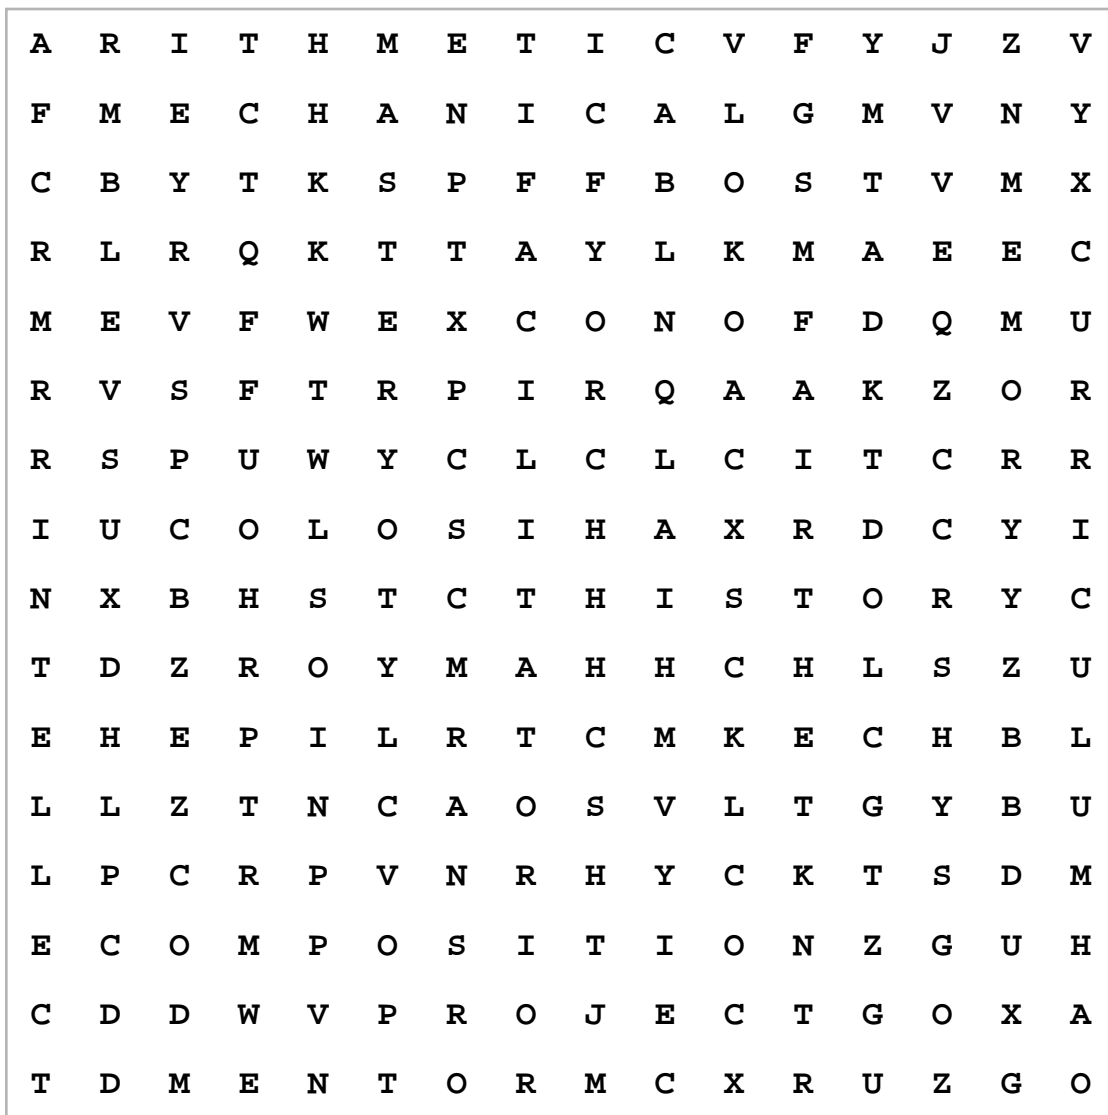 A R I T H M E T I C V F Y J Z V
F M E C H A N I C A L G M V N Y
C B Y T K S P F F B O S T V M X
R L R Q K T T A Y L K M A E E C
M E V F W E X C O N O F D Q M U
R V S F T R P I R Q A A K Z O R
R S P U W Y C L C L C I T C R R
I U C O L O S I H A X R D C Y I
N X B H S T C T H I S T O R Y C
T D Z R O Y M A H H C H L S Z U
E H E P I L R T C M K E C H B L
L L Z T N C A O S V L T G Y B U
L P C R P V N R H Y C K T S D M
E C O M P O S I T I O N Z G U H
C D D W V P R O J E C T G O X A
T D M E N T O R M C X R U Z G O